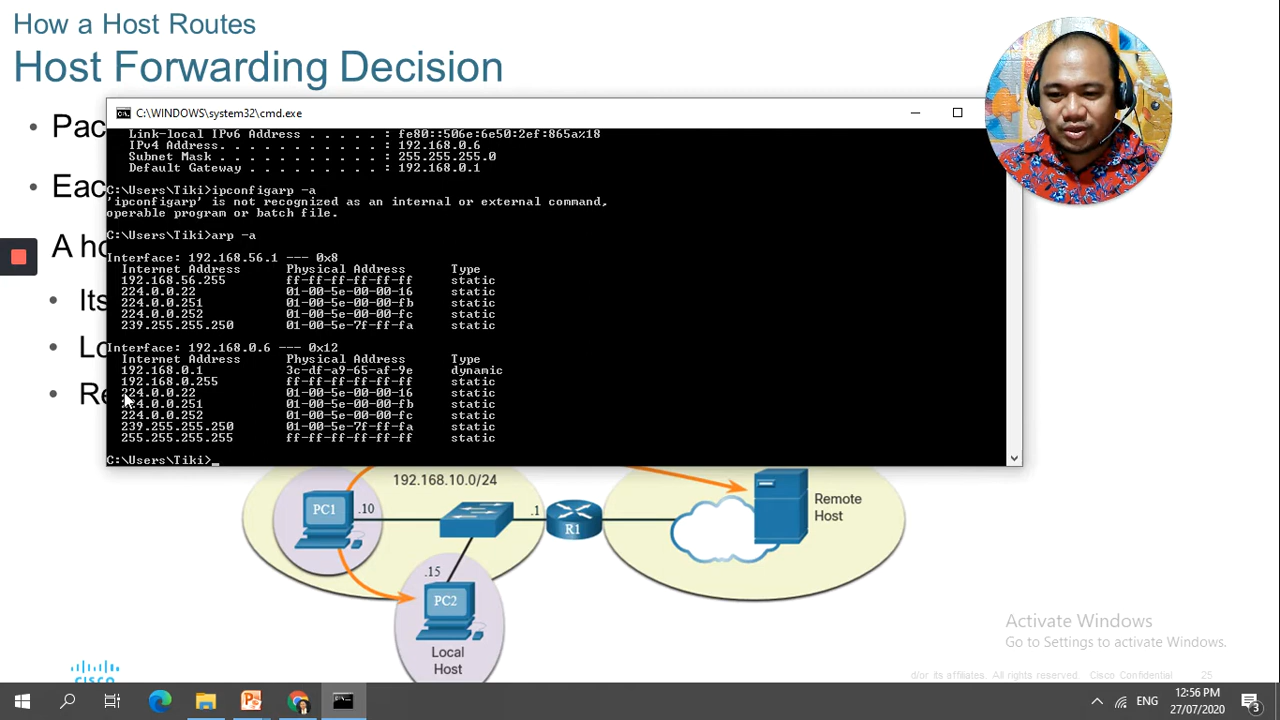 How a Host Routes
Host Forwarding Decision
• Pac
• Eac
A ho
• Its
• Lo
• Re
C:\WINDOWS\system32\cmd.exe
Link-local IPv6 Address . . . . . : fe80::506e:6e50:2ef:865a%18
IPv4 Address. . . . . . . . . . . : 192.168.0.6
Subnet Mask . . . . . . . . . . . : 255.255.255.0
Default Gateway . . . . . . . . . : 192.168.0.1
C:\Users\Tiki>ipconfigarp -a
'ipconfigarp' is not recognized as an internal or external command,
operable program or batch file.
C:\Users\Tiki>arp -a
Interface: 192.168.56.1 --- 0x8
Internet Address Physical Address Type
192.168.56.255 ff-ff-ff-ff-ff-ff static
224.0.0.22 01-00-5e-00-00-16 static
224.0.0.251 01-00-5e-00-00-fb static
224.0.0.252 01-00-5e-00-00-fc static
239.255.255.250 01-00-5e-7f-ff-fa static
Interface: 192.168.0.6 --- 0x12
Internet Address Physical Address Type
192.168.0.1 3c-df-a9-65-af-9e dynamic
192.168.0.255 ff-ff-ff-ff-ff-ff static
224.0.0.22 01-00-5e-00-00-16 static
224.0.0.251 01-00-5e-00-00-fb static
224.0.0.252 01-00-5e-00-00-fc static
239.255.255.250 01-00-5e-7f-ff-fa static
255.255.255.255 ff-ff-ff-ff-ff-ff static
C:\Users\Tiki>_
192.168.10.0/24
PC1
.10
.1
R1
Remote
Host
.15
PC2
Local
Host
Activate Windows
Go to Settings to activate Windows.
d/or its affiliates. All rights reserved. Cisco Confidential 25
cisco
ENG
12:56 PM
27/07/2020
3